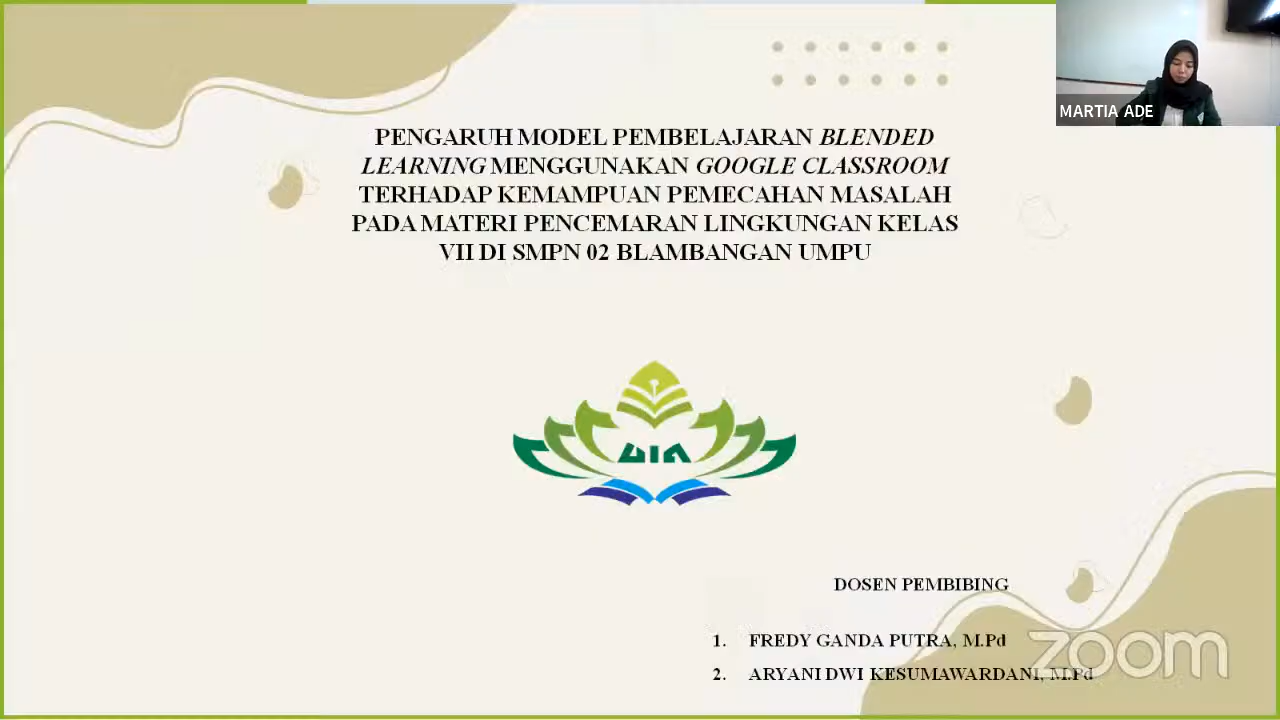 MARTIA ADE
PENGARUH MODEL PEMBELAJARAN BLENDED
LEARNING MENGGUNAKAN GOOGLE CLASSROOM
TERHADAP KEMAMPUAN PEMECAHAN MASALAH
PADA MATERI PENCEMARAN LINGKUNGAN KELAS
VII DI SMPN 02 BLAMBANGAN UMPU
UIN
DOSEN PEMBIBING
1. FREDY GANDA PUTRA, M.Pd
2. ARYANI DWI KESUMAWARDANI, M.Pd
zoom